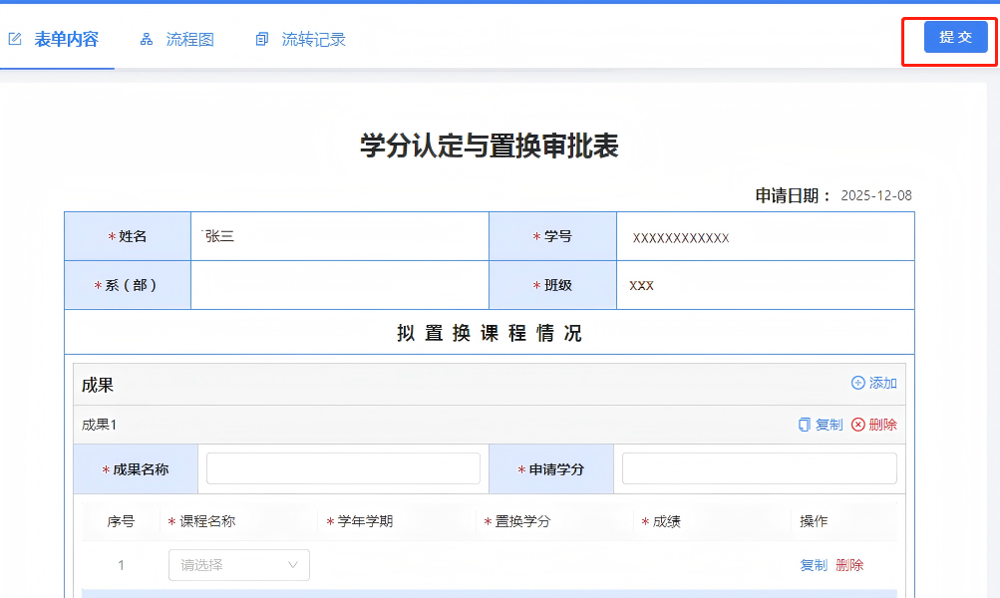 表单内容 流程图 流转记录 提 交
学分认定与置换审批表
申请日期： 2025-12-08
*姓名 张三 *学号 XXXXXXXXXXXX
*系（部） *班级 XXX
拟置换课程情况
成果 添加
成果1 复制 删除
*成果名称 *申请学分
序号 *课程名称 *学年学期 *置换学分 *成绩 操作
1 请选择 复制 删除